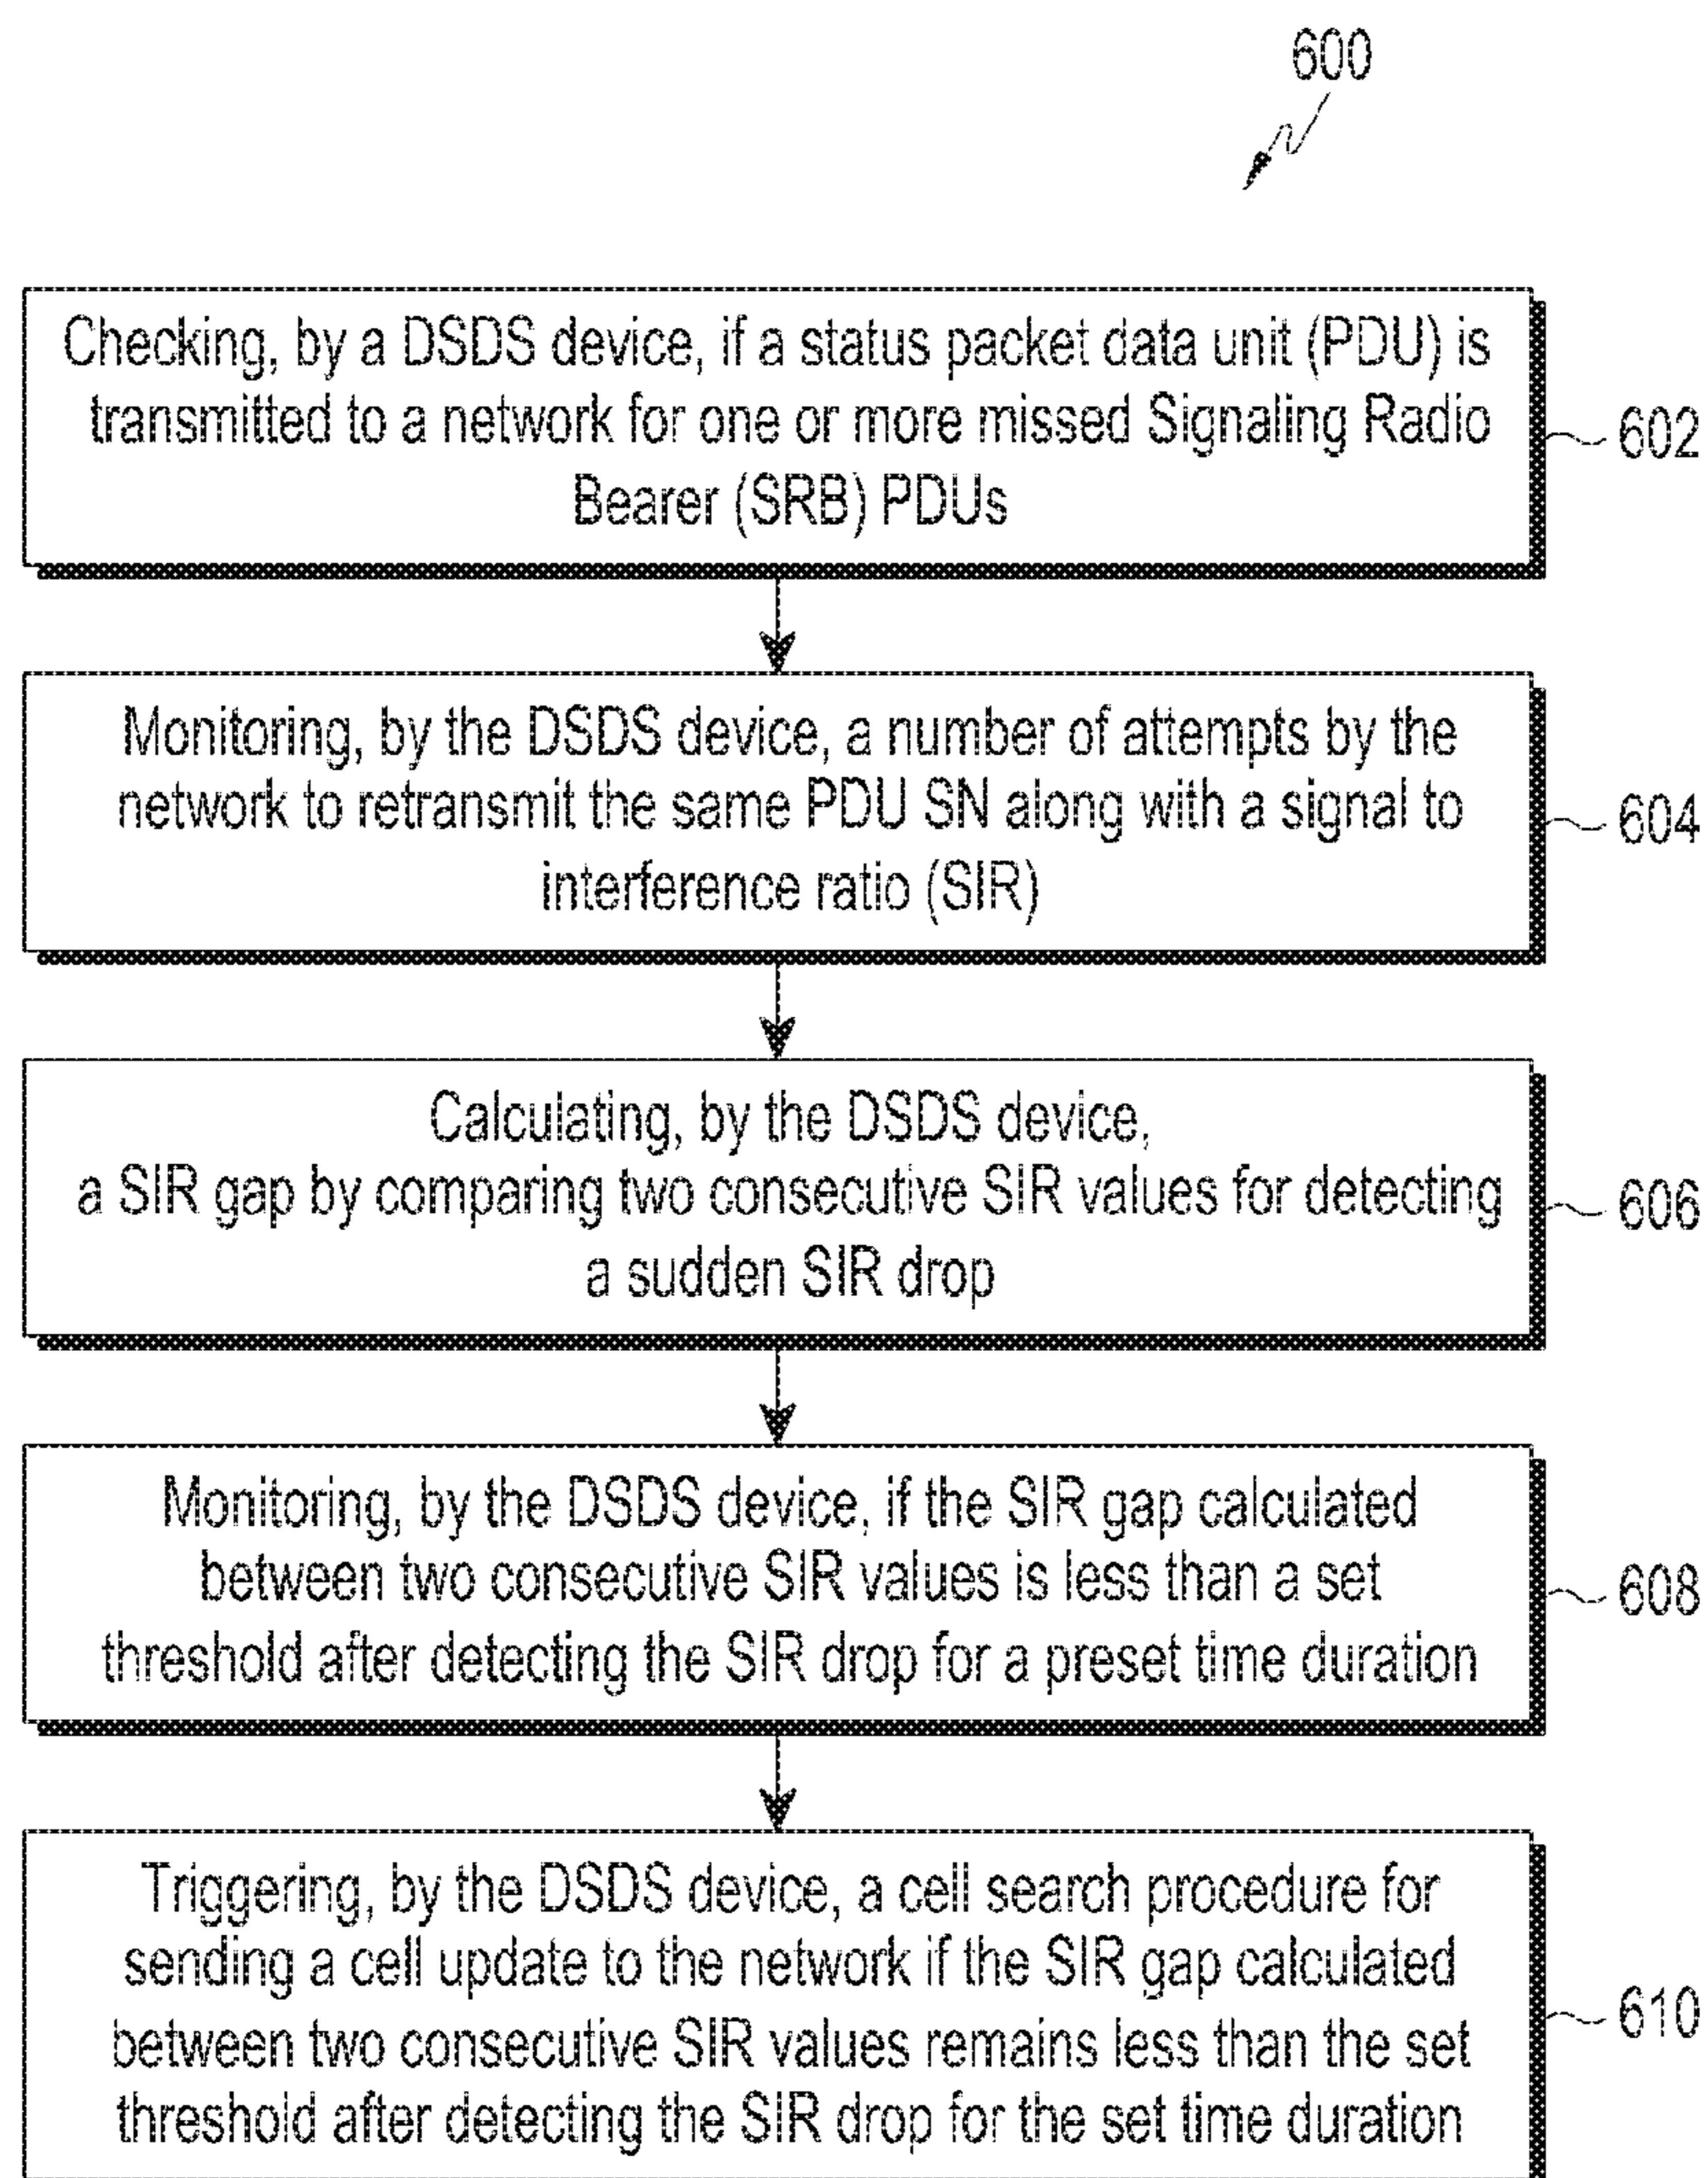 600
Checking, by a DSDS device, if a status packet data unit (PDU) is
transmitted to a network for one or more missed Signaling Radio
Bearer (SRB) PDUs
602
Monitoring, by the DSDS device, a number of attempts by the
network to retransmit the same PDU SN along with a signal to
interference ratio (SIR)
604
Calculating, by the DSDS device,
a SIR gap by comparing two consecutive SIR values for detecting
a sudden SIR drop
606
Monitoring, by the DSDS device, if the SIR gap calculated
between two consecutive SIR values is less than a set
threshold after detecting the SIR drop for a preset time duration
608
Triggering, by the DSDS device, a cell search procedure for
sending a cell update to the network if the SIR gap calculated
between two consecutive SIR values remains less than the set
threshold after detecting the SIR drop for the set time duration
610